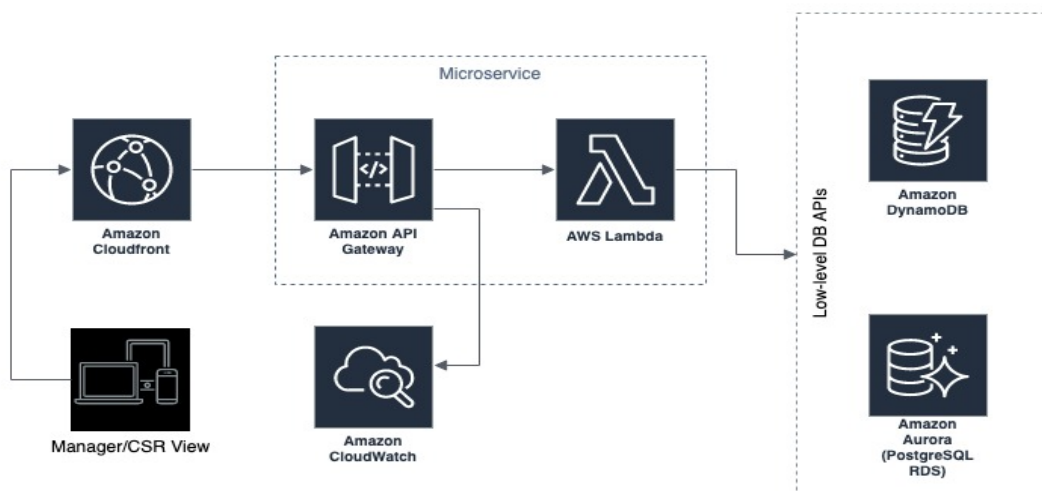 Microservice
</>
Amazon
Cloudfront
Amazon API
Gateway
AWS Lambda
Low-level DB APIs
Amazon
DynamoDB
Manager/CSR View
Amazon
CloudWatch
Amazon
Aurora
(PostgreSQL
RDS)